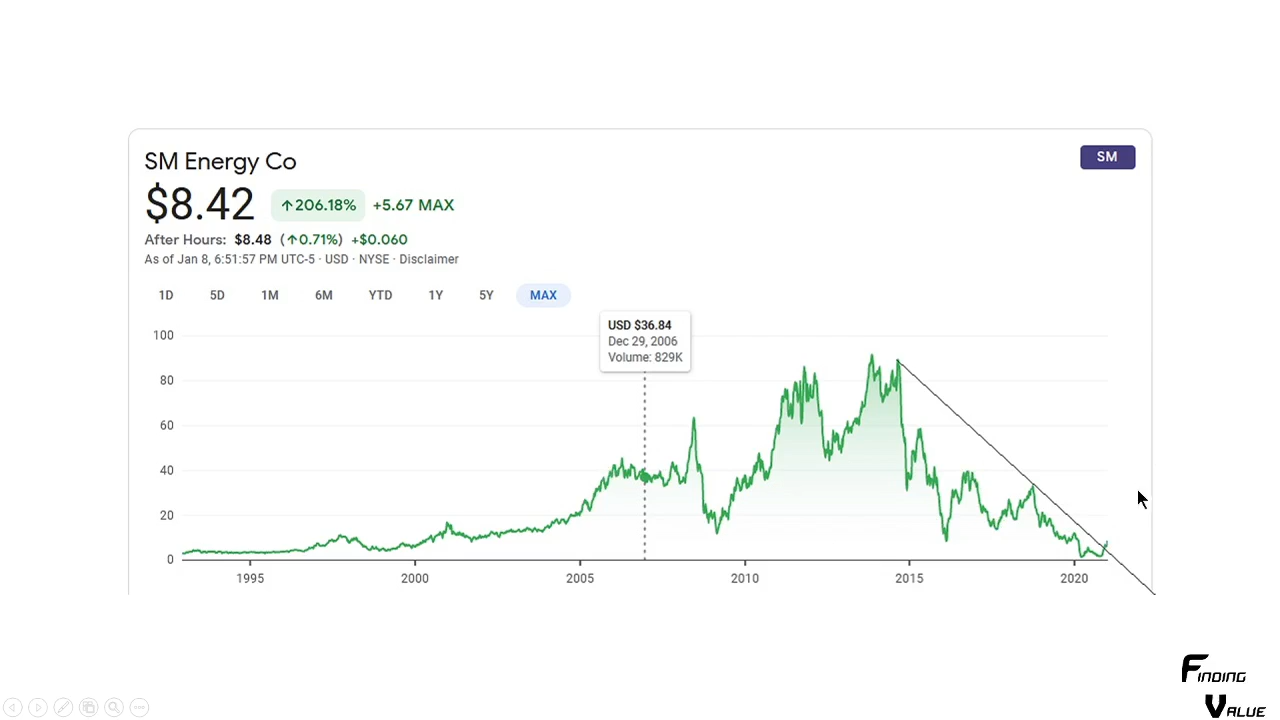 SM Energy Co
SM
$8.42 ↑206.18% +5.67 MAX
After Hours: $8.48 (↑0.71%) +$0.060
As of Jan 8, 6:51:57 PM UTC-5 · USD · NYSE · Disclaimer
1D 5D 1M 6M YTD 1Y 5Y MAX
USD $36.84
Dec 29, 2006
Volume: 829K
100
80
60
40
20
0
1995 2000 2005 2010 2015 2020
Finding
Value